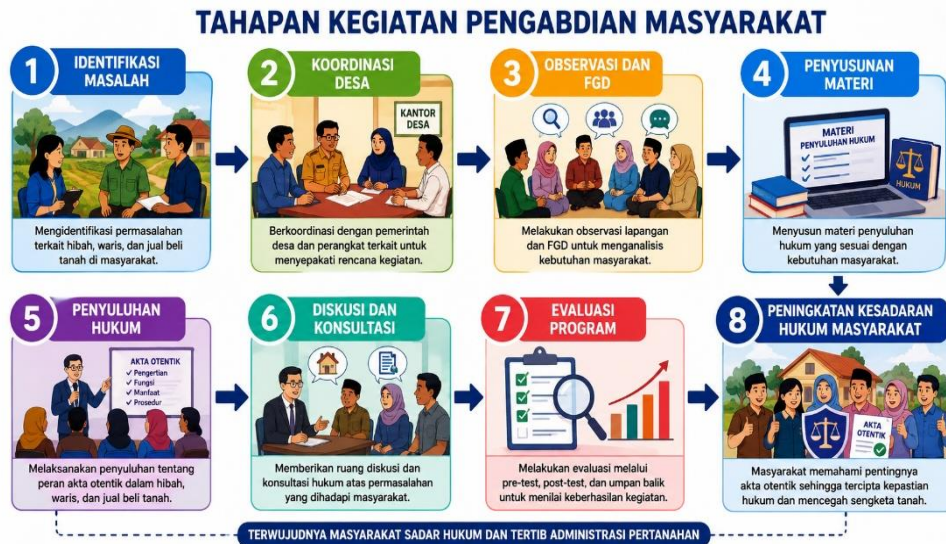 TAHAPAN KEGIATAN PENGABDIAN MASYARAKAT
1
IDENTIFIKASI
MASALAH
Mengidentifikasi permasalahan
terkait hibah, waris, dan jual beli
tanah di masyarakat.
2
KOORDINASI
DESA
KANTOR
DESA
Berkoordinasi dengan pemerintah
desa dan perangkat terkait untuk
menyepakati rencana kegiatan.
3
OBSERVASI DAN
FGD
Melakukan observasi lapangan
dan FGD untuk menganalisis
kebutuhan masyarakat.
4
PENYUSUNAN
MATERI
MATERI
PENYULUHAN HUKUM
HUKUM
Menyusun materi penyuluhan
hukum yang sesuai dengan
kebutuhan masyarakat.
5
PENYULUHAN
HUKUM
AKTA OTENTIK
✓ Pengertian
✓ Fungsi
✓ Manfaat
✓ Prosedur
Melaksanakan penyuluhan tentang
peran akta otentik dalam hibah,
waris, dan jual beli tanah.
6
DISKUSI DAN
KONSULTASI
Memberikan ruang diskusi dan
konsultasi hukum atas permasalahan
yang dihadapi masyarakat.
7
EVALUASI
PROGRAM
Melakukan evaluasi melalui
pre-test, post-test, dan umpan balik
untuk menilai keberhasilan kegiatan.
8
PENINGKATAN KESADARAN
HUKUM MASYARAKAT
AKTA
OTENTIK
Masyarakat memahami pentingnya
akta otentik sehingga tercipta kepastian
hukum dan mencegah sengketa tanah.
TERWUJUDNYA MASYARAKAT SADAR HUKUM DAN TERTIB ADMINISTRASI PERTANAHAN